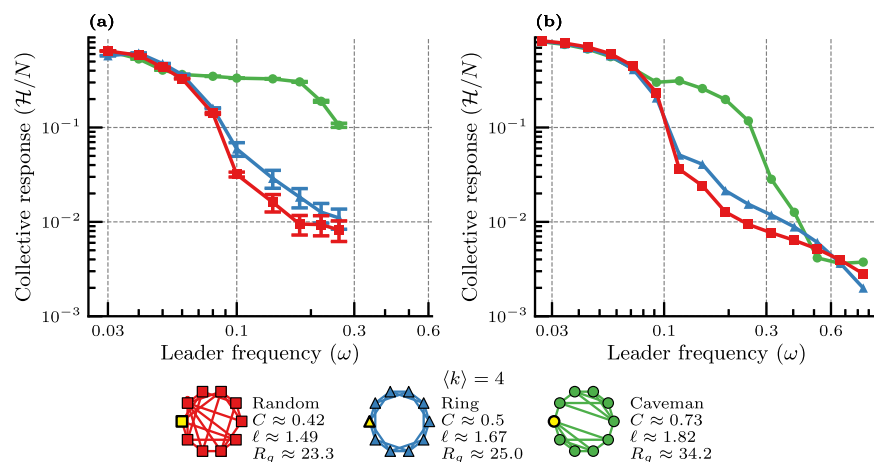 (a)
(b)
Collective response (ℋ/N)
10⁻¹
10⁻²
10⁻³
0.03
0.1
0.3
0.6
Leader frequency (ω)
Collective response (ℋ/N)
10⁻¹
10⁻²
10⁻³
0.03
0.1
0.3
0.6
Leader frequency (ω)
⟨k⟩ = 4
Random
C ≈ 0.42
ℓ ≈ 1.49
R_g ≈ 23.3
Ring
C ≈ 0.5
ℓ ≈ 1.67
R_g ≈ 25.0
Caveman
C ≈ 0.73
ℓ ≈ 1.82
R_g ≈ 34.2